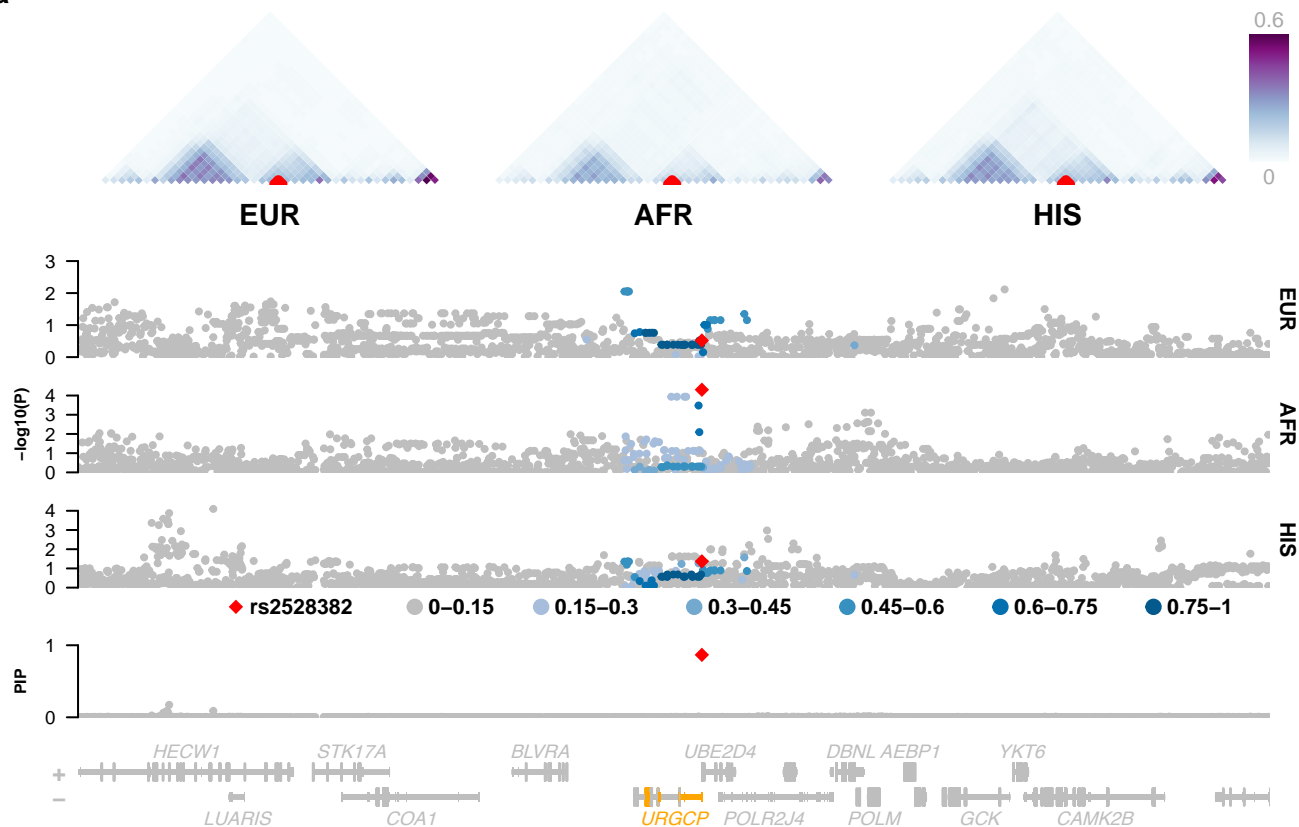 0.6
0
EUR AFR HIS
3
2
1
0
EUR
4
3
2
1
0
−log10(P)
AFR
4
3
2
1
0
HIS
rs2528382 0−0.15 0.15−0.3 0.3−0.45 0.45−0.6 0.6−0.75 0.75−1
1
0
PIP
HECW1 STK17A BLVRA UBE2D4 DBNL AEBP1 YKT6
+
−
LUARIS COA1 URGCP POLR2J4 POLM GCK CAMK2B